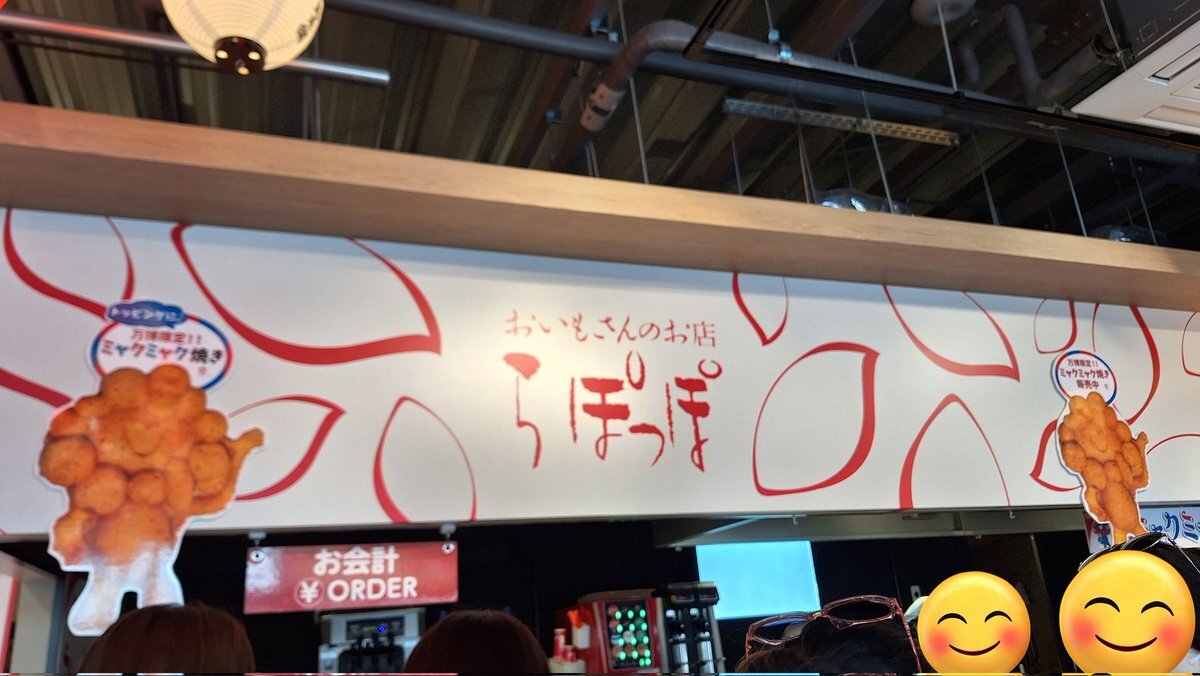 トッピングに!
万博限定!!
ミャクミャク焼き
おいもさんのお店
らぽっぽ
万博限定!!
ミャクミャク焼き
販売中
お会計
¥ ORDER